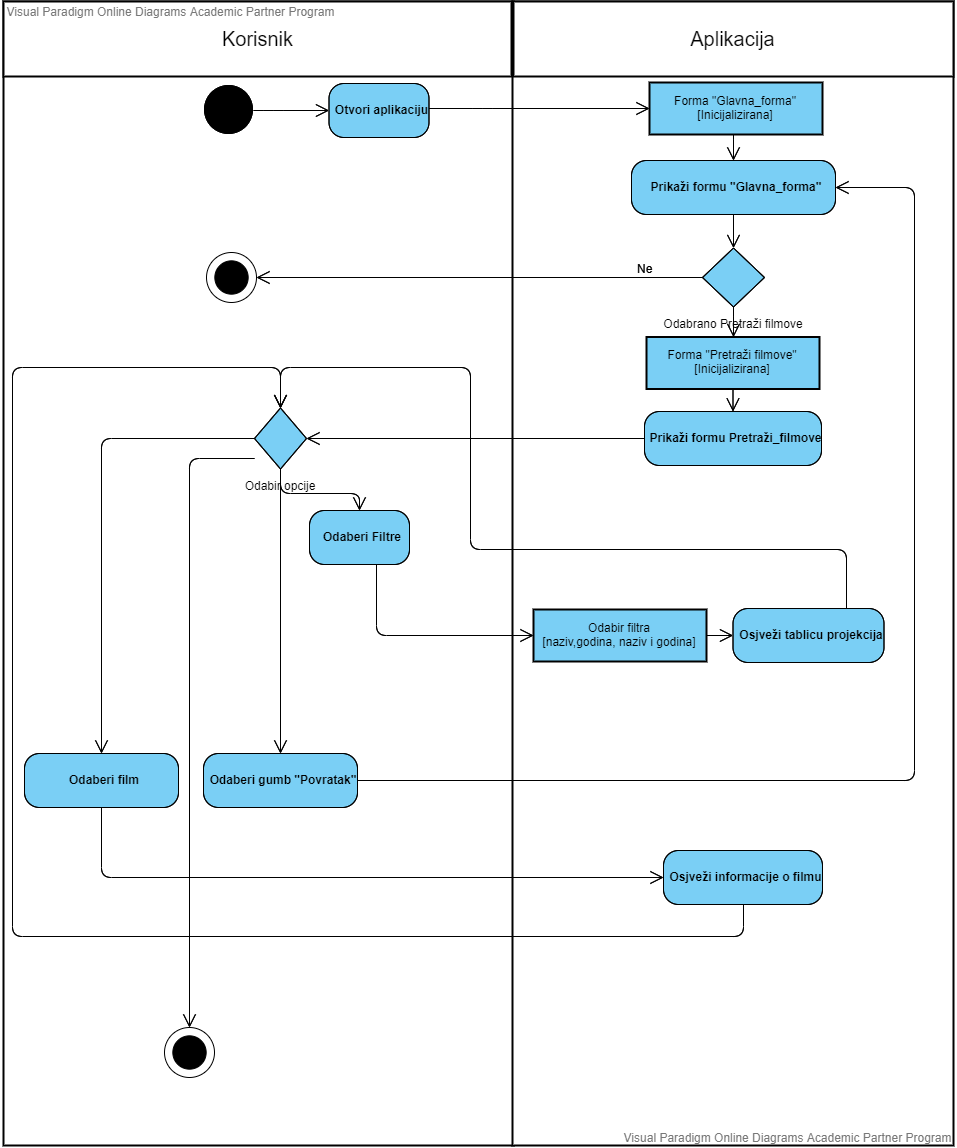 Visual Paradigm Online Diagrams Academic Partner Program
Korisnik
Aplikacija
Otvori aplikaciju
Forma "Glavna_forma"
[Inicijalizirana]
Prikaži formu "Glavna_forma"
Ne
Odabrano Pretraži filmove
Forma "Pretraži filmove"
[Inicijalizirana]
Prikaži formu Pretraži_filmove
Odabir opcije
Odaberi Filtre
Odabir filtra
[naziv,godina, naziv i godina]
Osjveži tablicu projekcija
Odaberi film
Odaberi gumb "Povratak"
Osjveži informacije o filmu
Visual Paradigm Online Diagrams Academic Partner Program